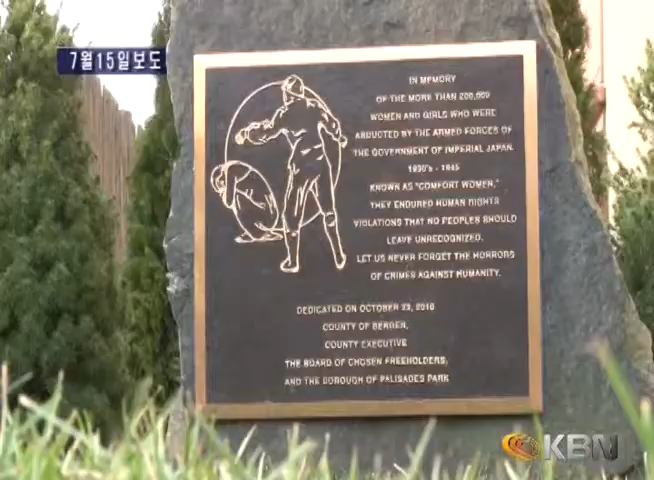 7월15일보도
IN MEMORY
OF THE MORE THAN 200,000
WOMEN AND GIRLS WHO WERE
ABDUCTED BY THE ARMED FORCES OF
THE GOVERNMENT OF IMPERIAL JAPAN.
1930's - 1945
KNOWN AS "COMFORT WOMEN,"
THEY ENDURED HUMAN RIGHTS
VIOLATIONS THAT NO PEOPLES SHOULD
LEAVE UNRECOGNIZED.
LET US NEVER FORGET THE HORRORS
OF CRIMES AGAINST HUMANITY.
DEDICATED ON OCTOBER 23, 2010
COUNTY OF BERGEN,
COUNTY EXECUTIVE
THE BOARD OF CHOSEN FREEHOLDERS,
AND THE BOROUGH OF PALISADES PARK
KBN